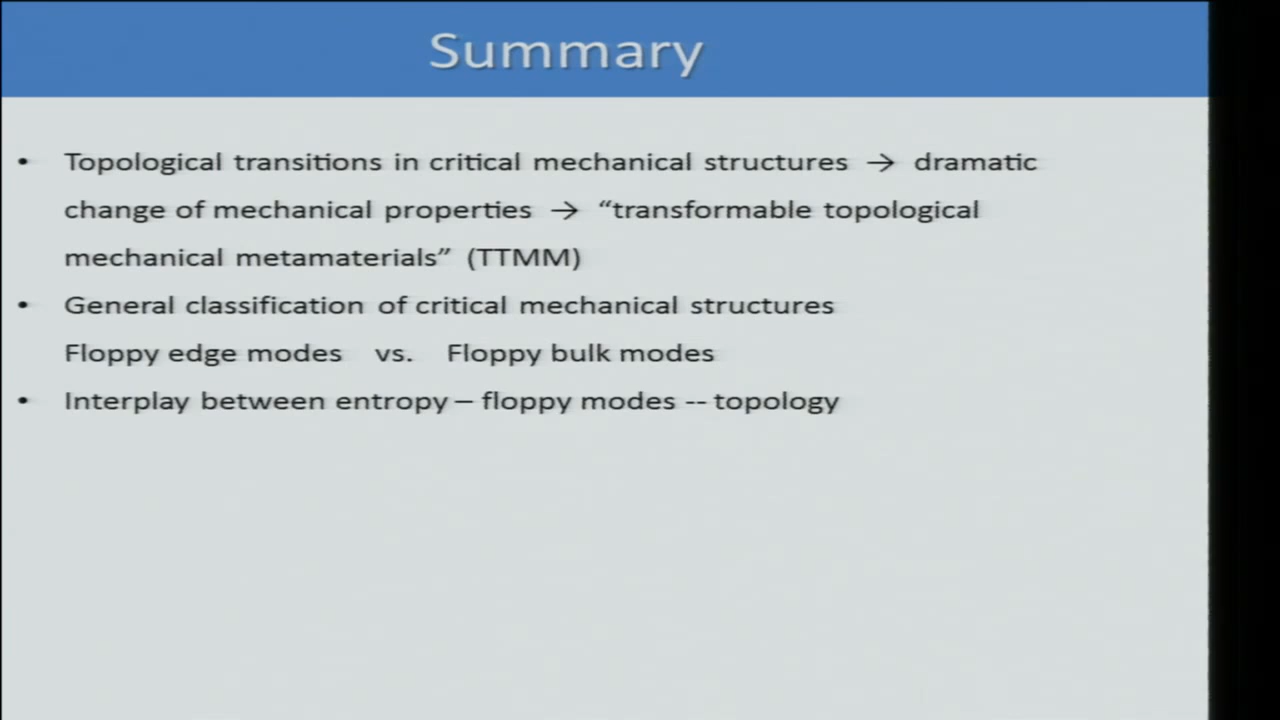 Summary
• Topological transitions in critical mechanical structures → dramatic
change of mechanical properties → “transformable topological
mechanical metamaterials” (TTMM)
• General classification of critical mechanical structures
Floppy edge modes vs. Floppy bulk modes
• Interplay between entropy – floppy modes -- topology